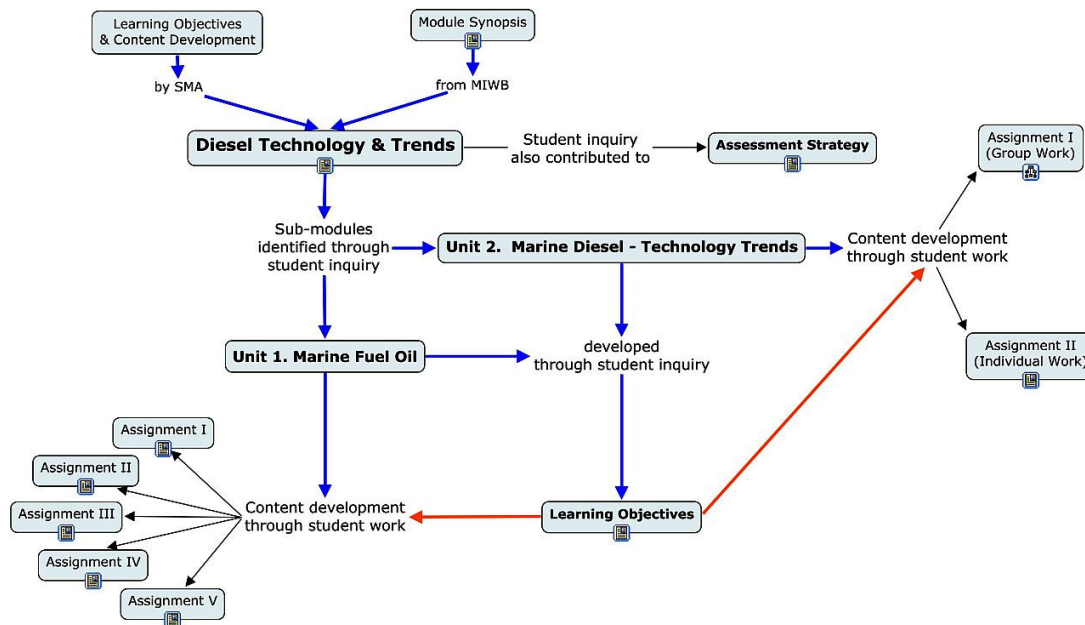 Learning Objectives
& Content Development
Module Synopsis
by SMA
from MIWB
Diesel Technology & Trends
Student inquiry
also contributed to
Assessment Strategy
Assignment I
(Group Work)
Sub-modules
identified through
student inquiry
Unit 2. Marine Diesel - Technology Trends
Content development
through student work
Unit 1. Marine Fuel Oil
developed
through student inquiry
Assignment II
(Individual Work)
Assignment I
Assignment II
Assignment III
Assignment IV
Assignment V
Content development
through student work
Learning Objectives